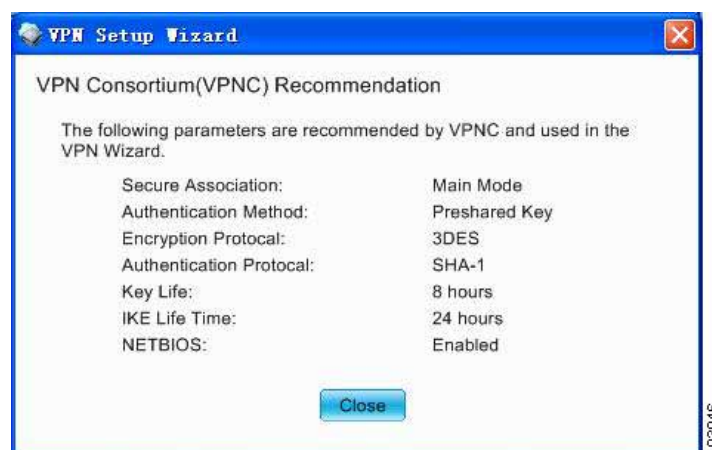 VPN Setup Wizard
VPN Consortium(VPNC) Recommendation
The following parameters are recommended by VPNC and used in the
VPN Wizard.
Secure Association: Main Mode
Authentication Method: Preshared Key
Encryption Protocal: 3DES
Authentication Protocal: SHA-1
Key Life: 8 hours
IKE Life Time: 24 hours
NETBIOS: Enabled
Close